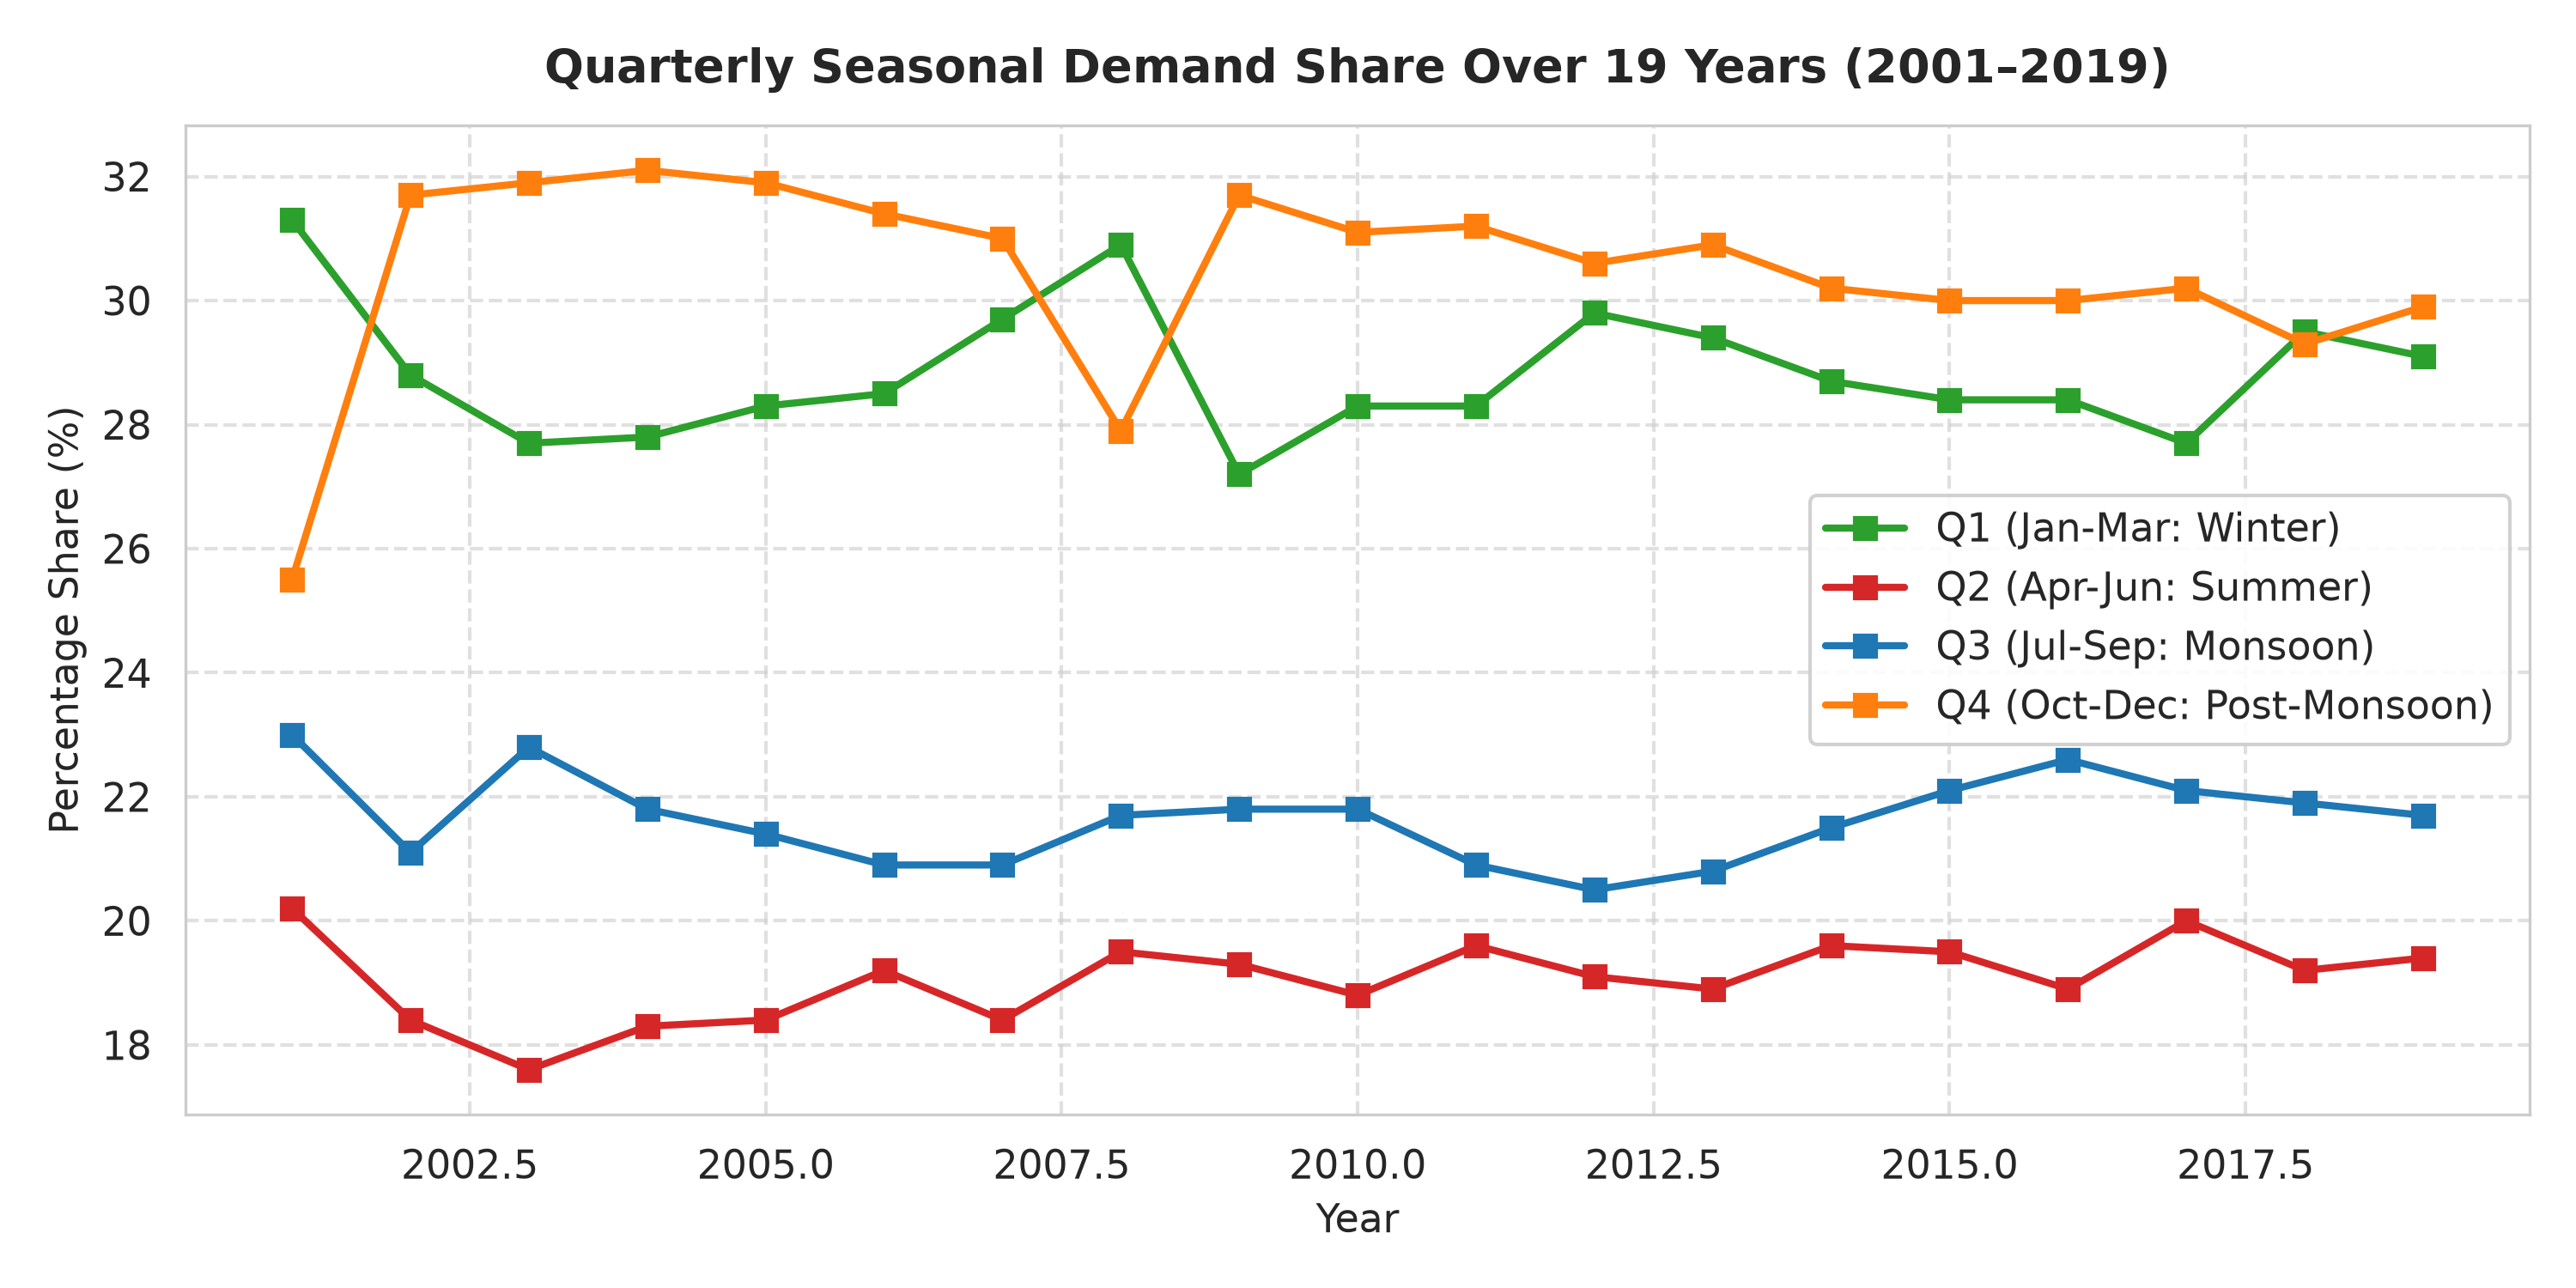 Quarterly Seasonal Demand Share Over 19 Years (2001–2019)
Percentage Share (%)
32
30
28
26
24
22
20
18
Q1 (Jan-Mar: Winter)
Q2 (Apr-Jun: Summer)
Q3 (Jul-Sep: Monsoon)
Q4 (Oct-Dec: Post-Monsoon)
2002.5 2005.0 2007.5 2010.0 2012.5 2015.0 2017.5
Year